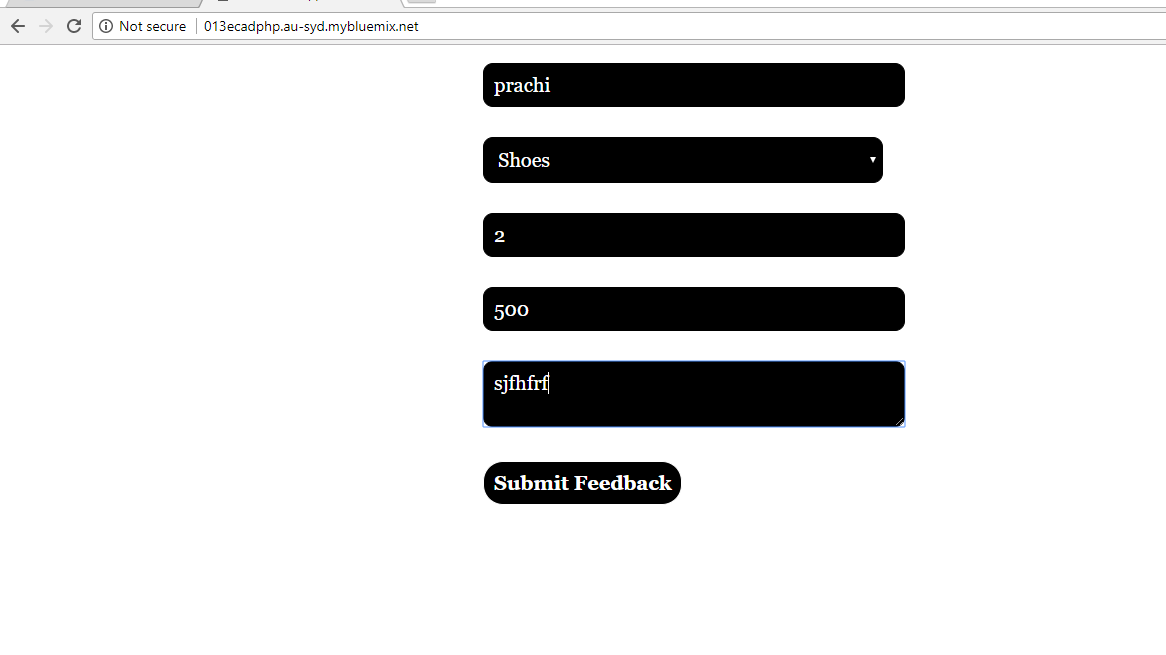 Not secure
013ecadphp.au-syd.mybluemix.net
prachi
Shoes
2
500
sjfhfrf
Submit Feedback